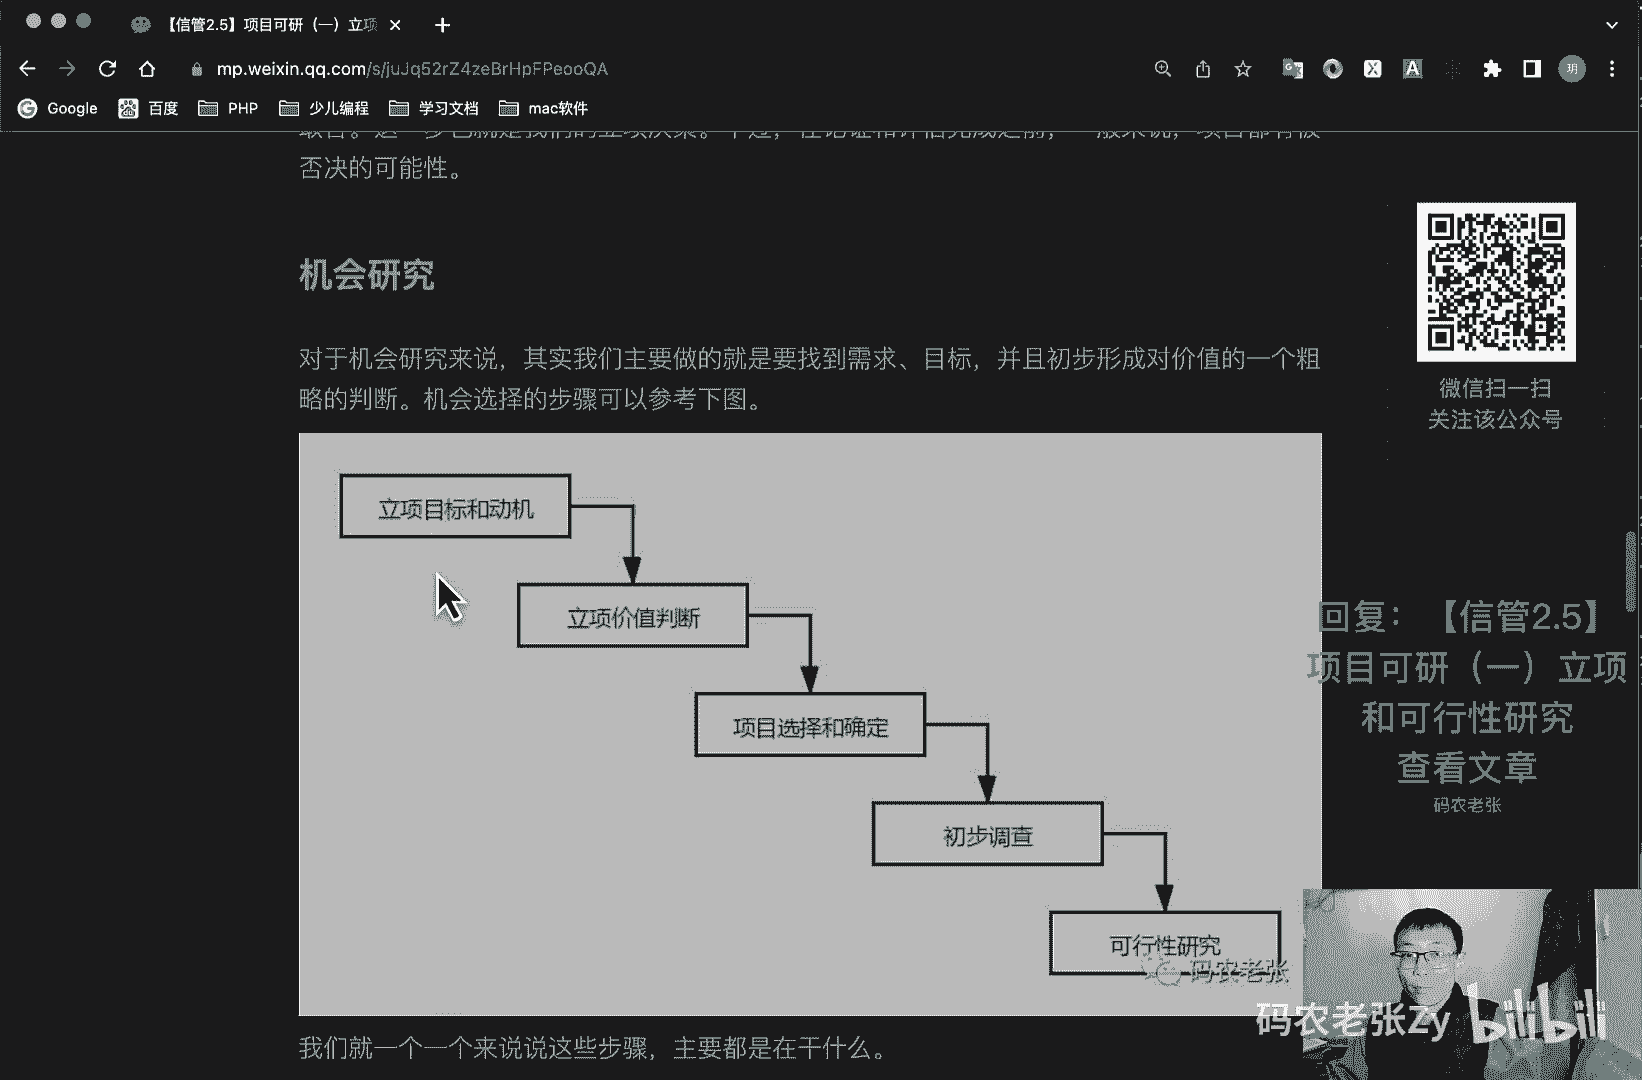 【信管2.5】项目可研（一）立项
mp.weixin.qq.com/s/juJq52rZ4zeBrHpFPeooQA
玥
Google
百度
PHP
少儿编程
学习文档
mac软件
否决的可能性。
机会研究
对于机会研究来说，其实我们主要做的就是要找到需求、目标，并且初步形成对价值的一个粗
略的判断。机会选择的步骤可以参考下图。
立项目标和动机
立项价值判断
项目选择和确定
初步调查
可行性研究
码农老张
我们就一个一个来说说这些步骤，主要都是在干什么。
微信扫一扫
关注该公众号
回复：【信管2.5】
项目可研（一）立项
和可行性研究
查看文章
码农老张
码农老张Zy
bilibili